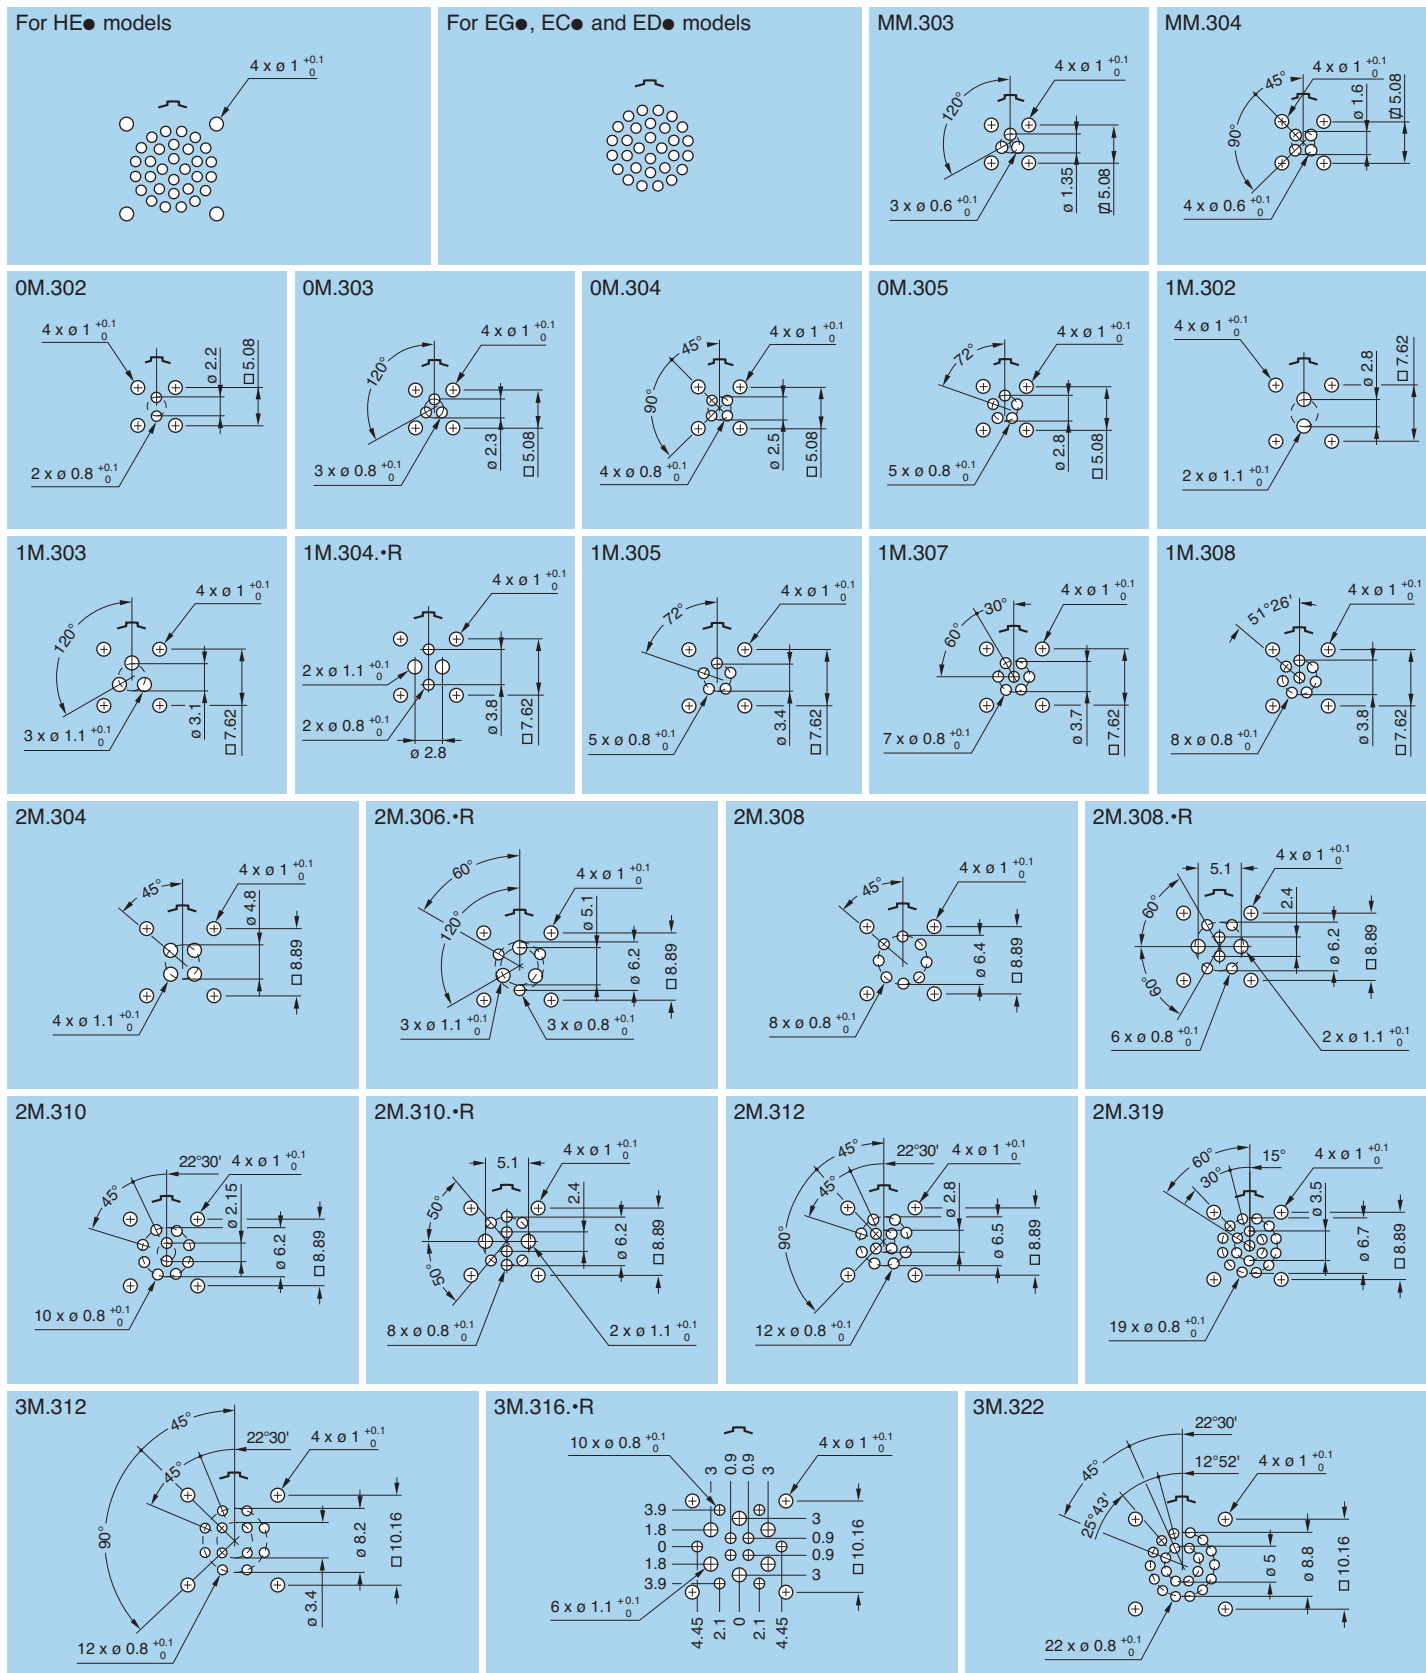 For HE● models
4 x ø 1 +0.1 0
For EG●, EC● and ED● models
MM.303
120°
4 x ø 1 +0.1 0
3 x ø 0.6 +0.1 0
ø 1.35
□ 5.08
MM.304
45°
4 x ø 1 +0.1 0
ø 1.6
□ 5.08
90°
4 x ø 0.6 +0.1 0
0M.302
4 x ø 1 +0.1 0
ø 2.2
□ 5.08
2 x ø 0.8 +0.1 0
0M.303
120°
4 x ø 1 +0.1 0
3 x ø 0.8 +0.1 0
ø 2.3
□ 5.08
0M.304
45°
4 x ø 1 +0.1 0
90°
4 x ø 0.8 +0.1 0
ø 2.5
□ 5.08
0M.305
72°
4 x ø 1 +0.1 0
5 x ø 0.8 +0.1 0
ø 2.8
□ 5.08
1M.302
4 x ø 1 +0.1 0
ø 2.8
□ 7.62
2 x ø 1.1 +0.1 0
1M.303
120°
4 x ø 1 +0.1 0
3 x ø 1.1 +0.1 0
ø 3.1
□ 7.62
1M.304.•R
4 x ø 1 +0.1 0
2 x ø 1.1 +0.1 0
2 x ø 0.8 +0.1 0
ø 2.8
ø 3.8
□ 7.62
1M.305
72°
4 x ø 1 +0.1 0
5 x ø 0.8 +0.1 0
ø 3.4
□ 7.62
1M.307
60°
30°
4 x ø 1 +0.1 0
7 x ø 0.8 +0.1 0
ø 3.7
□ 7.62
1M.308
51°26'
4 x ø 1 +0.1 0
8 x ø 0.8 +0.1 0
ø 3.8
□ 7.62
2M.304
45°
4 x ø 1 +0.1 0
ø 4.8
□ 8.89
4 x ø 1.1 +0.1 0
2M.306.•R
60°
120°
4 x ø 1 +0.1 0
ø 5.1
ø 6.2
□ 8.89
3 x ø 1.1 +0.1 0
3 x ø 0.8 +0.1 0
2M.308
45°
4 x ø 1 +0.1 0
ø 6.4
□ 8.89
8 x ø 0.8 +0.1 0
2M.308.•R
5.1
4 x ø 1 +0.1 0
60°
2.4
ø 6.2
□ 8.89
60°
6 x ø 0.8 +0.1 0
2 x ø 1.1 +0.1 0
2M.310
22°30'
4 x ø 1 +0.1 0
45°
ø 2.15
ø 6.2
□ 8.89
10 x ø 0.8 +0.1 0
2M.310.•R
5.1
4 x ø 1 +0.1 0
50°
2.4
ø 6.2
□ 8.89
50°
8 x ø 0.8 +0.1 0
2 x ø 1.1 +0.1 0
2M.312
45°
22°30'
4 x ø 1 +0.1 0
45°
90°
ø 2.8
ø 6.5
□ 8.89
12 x ø 0.8 +0.1 0
2M.319
60°
15°
4 x ø 1 +0.1 0
30°
ø 3.5
ø 6.7
□ 8.89
19 x ø 0.8 +0.1 0
3M.312
45°
22°30'
4 x ø 1 +0.1 0
45°
90°
ø 8.2
□ 10.16
ø 3.4
12 x ø 0.8 +0.1 0
3M.316.•R
10 x ø 0.8 +0.1 0
4 x ø 1 +0.1 0
3
0.9
0.9
3
3.9
1.8
0
1.8
3.9
3
0.9
0.9
3
□ 10.16
6 x ø 1.1 +0.1 0
4.45
2.1
0
2.1
4.45
3M.322
22°30'
45°
12°52'
4 x ø 1 +0.1 0
25°43'
ø 5
ø 8.8
□ 10.16
22 x ø 0.8 +0.1 0